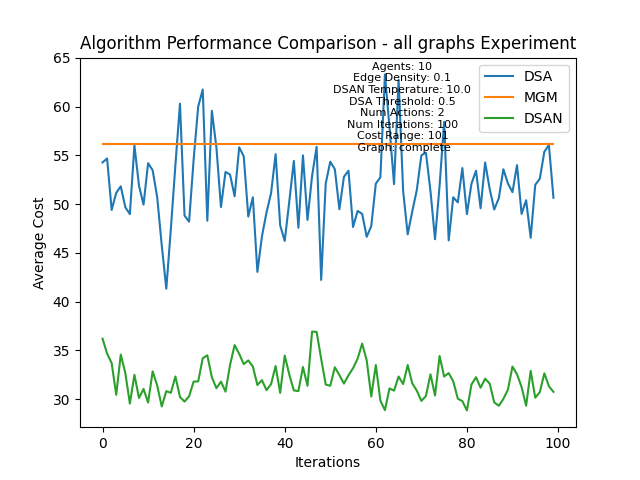 Algorithm Performance Comparison - all graphs Experiment
Agents: 10
Edge Density: 0.1
DSAN Temperature: 10.0
DSA Threshold: 0.5
Num Actions: 2
Num Iterations: 100
Cost Range: 10
Graph: complete
DSA
MGM
DSAN
Average Cost
65
60
55
50
45
40
35
30
0
20
40
60
80
100
Iterations